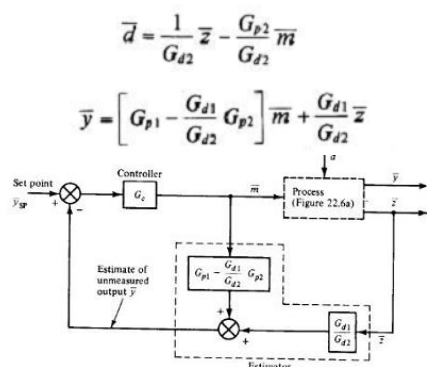 d̅ = 1/G_d2 z̅ − G_p2/G_d2 m̅
y̅ = [G_p1 − G_d1/G_d2 G_p2] m̅ + G_d1/G_d2 z̅
Controller
d
Set point
y̅_SP
+
-
G_c
m̅
Process
(Figure 22.6a)
y̅
z̅
Estimate of
unmeasured
output y̅
G_p1 − G_d1/G_d2 G_p2
+
+
G_d1/G_d2
z̅
Estimator